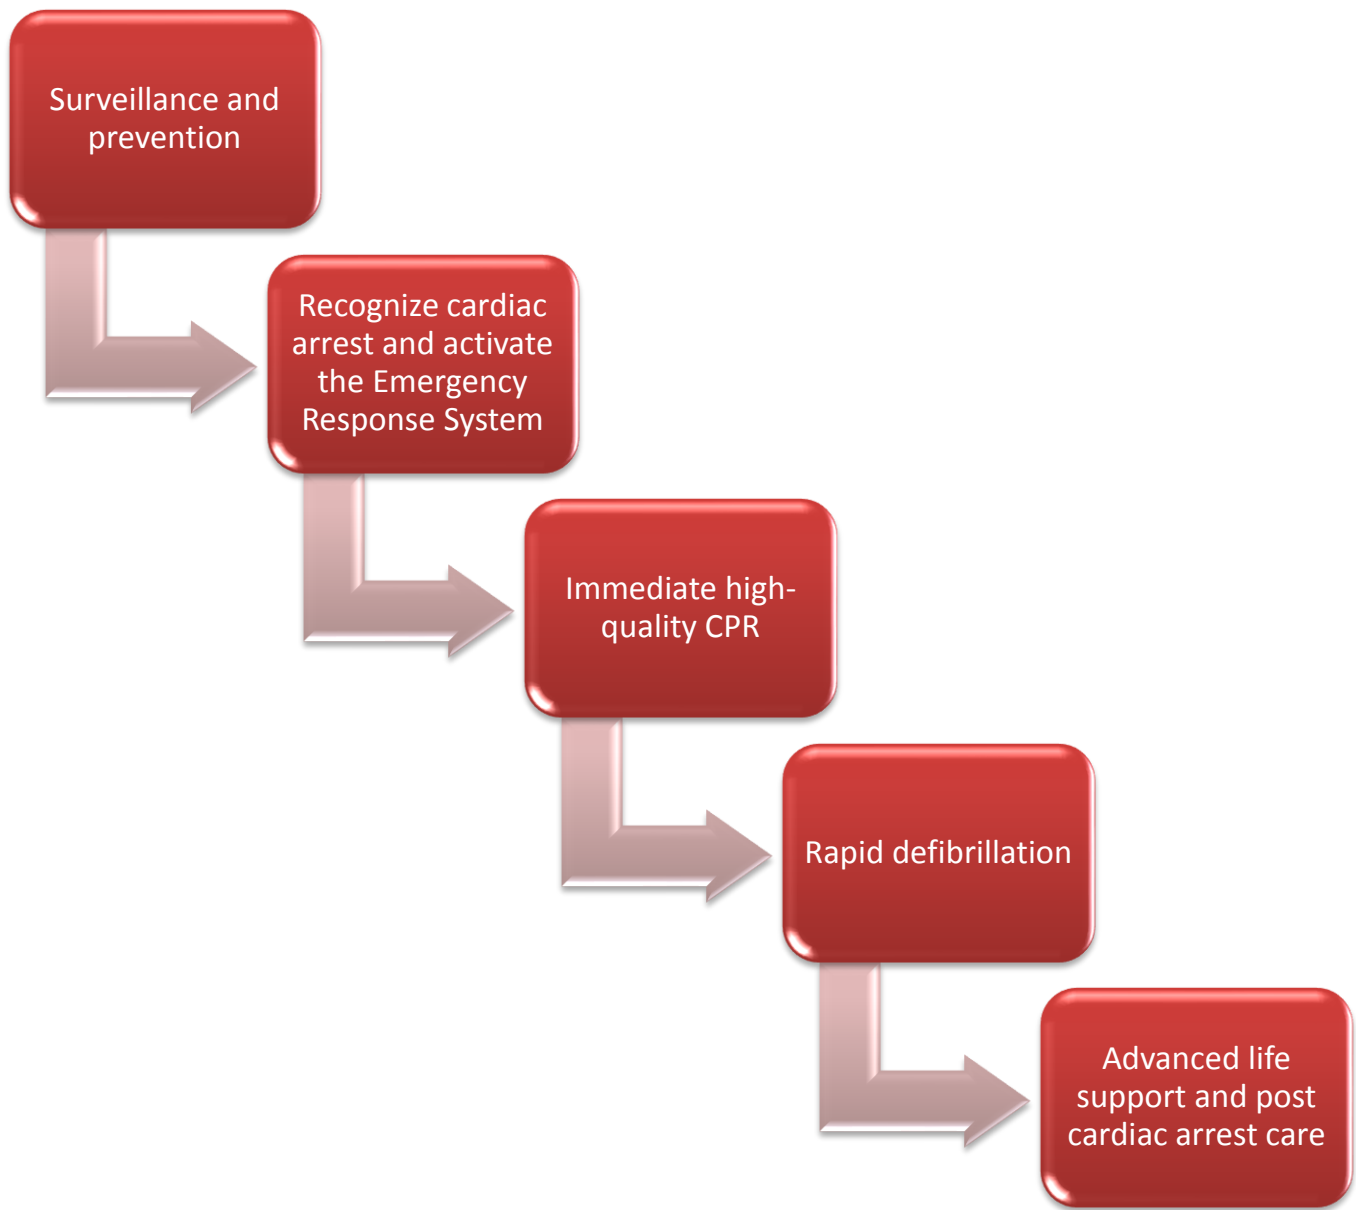 Surveillance and
prevention
Recognize cardiac
arrest and activate
the Emergency
Response System
Immediate high-
quality CPR
Rapid defibrillation
Advanced life
support and post
cardiac arrest care